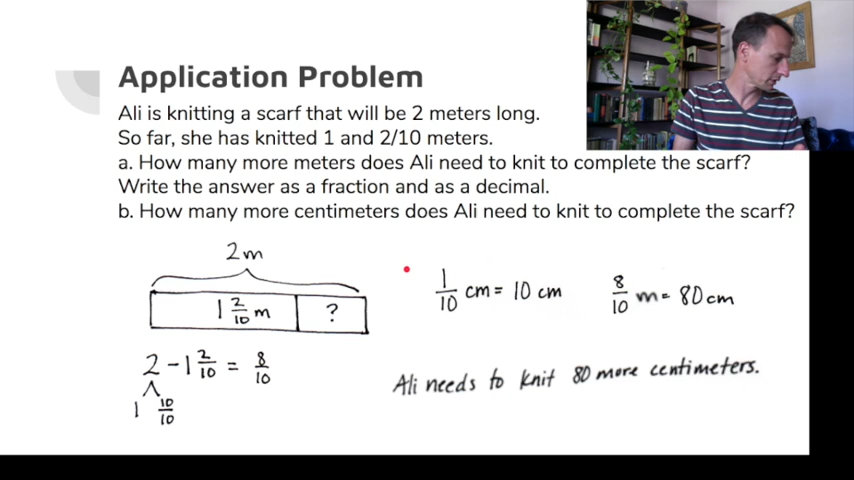 Application Problem
Ali is knitting a scarf that will be 2 meters long.
So far, she has knitted 1 and 2/10 meters.
a. How many more meters does Ali need to knit to complete the scarf?
Write the answer as a fraction and as a decimal.
b. How many more centimeters does Ali need to knit to complete the scarf?
2m
1 2/10 m ?
2 - 1 2/10 = 8/10
1 10/10
1/10 cm = 10 cm
8/10 m = 80 cm
Ali needs to knit 80 more centimeters.